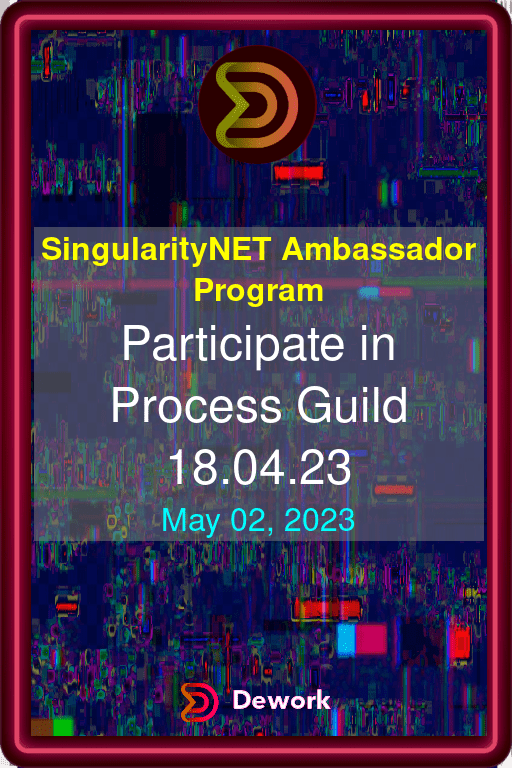 SingularityNET Ambassador
Program
Participate in
Process Guild
18.04.23
May 02, 2023
Dework